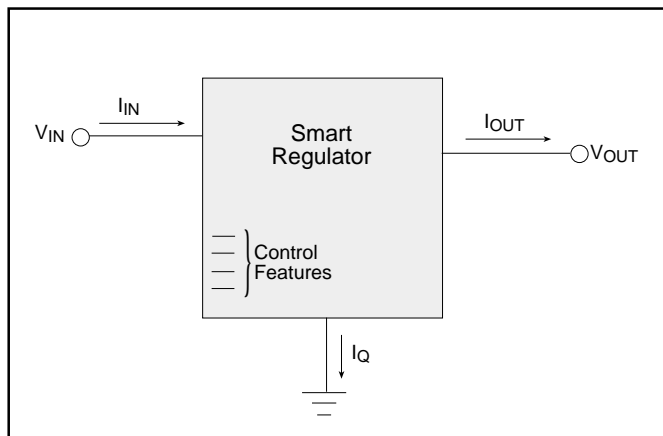 IIN
VIN
Smart
Regulator
IOUT
VOUT
Control
Features
IQ